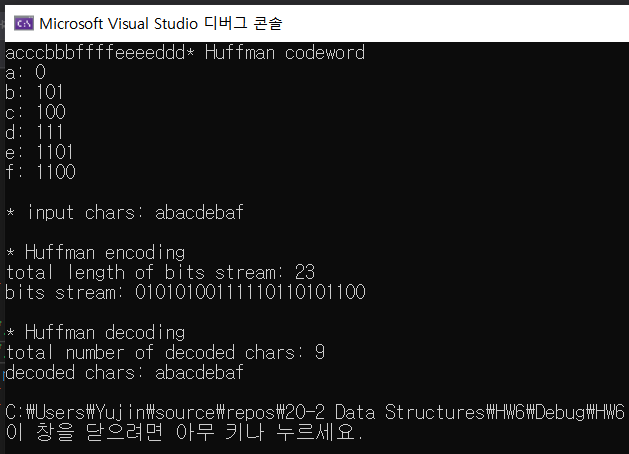 Microsoft Visual Studio 디버그 콘솔
acccbbbffffeeeeddd* Huffman codeword
a: 0
b: 101
c: 100
d: 111
e: 1101
f: 1100
* input chars: abacdebaf
* Huffman encoding
total length of bits stream: 23
bits stream: 01010100111110110101100
* Huffman decoding
total number of decoded chars: 9
decoded chars: abacdebaf
C:₩Users₩Yujin₩source₩repos₩20-2 Data Structures₩HW6₩Debug₩HW6
이 창을 닫으려면 아무 키나 누르세요.